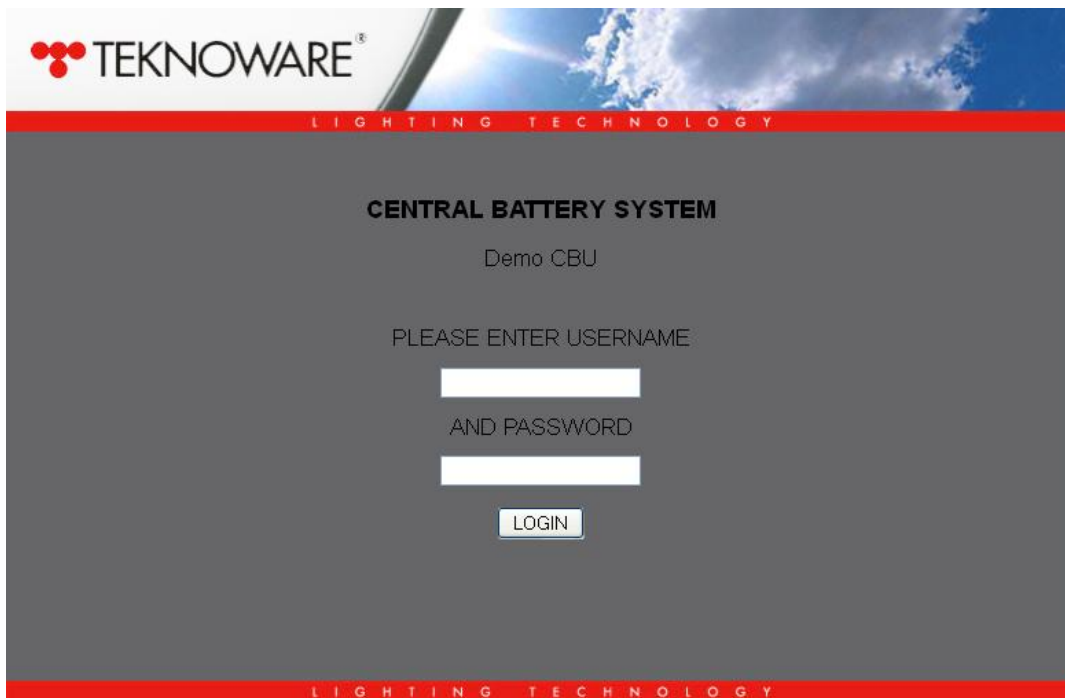 TEKNOWARE®
LIGHTING TECHNOLOGY
CENTRAL BATTERY SYSTEM
Demo CBU
PLEASE ENTER USERNAME
AND PASSWORD
LOGIN
LIGHTING TECHNOLOGY